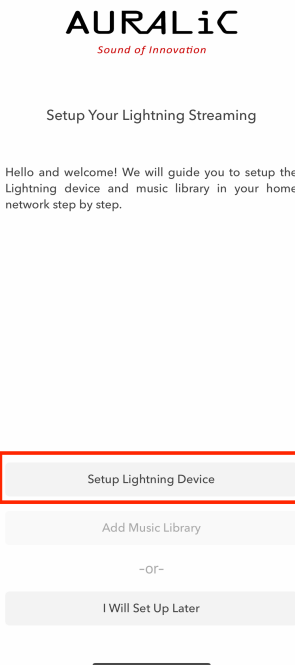 AURALiC
Sound of Innovation
Setup Your Lightning Streaming
Hello and welcome! We will guide you to setup the
Lightning device and music library in your home
network step by step.
Setup Lightning Device
Add Music Library
-or-
I Will Set Up Later